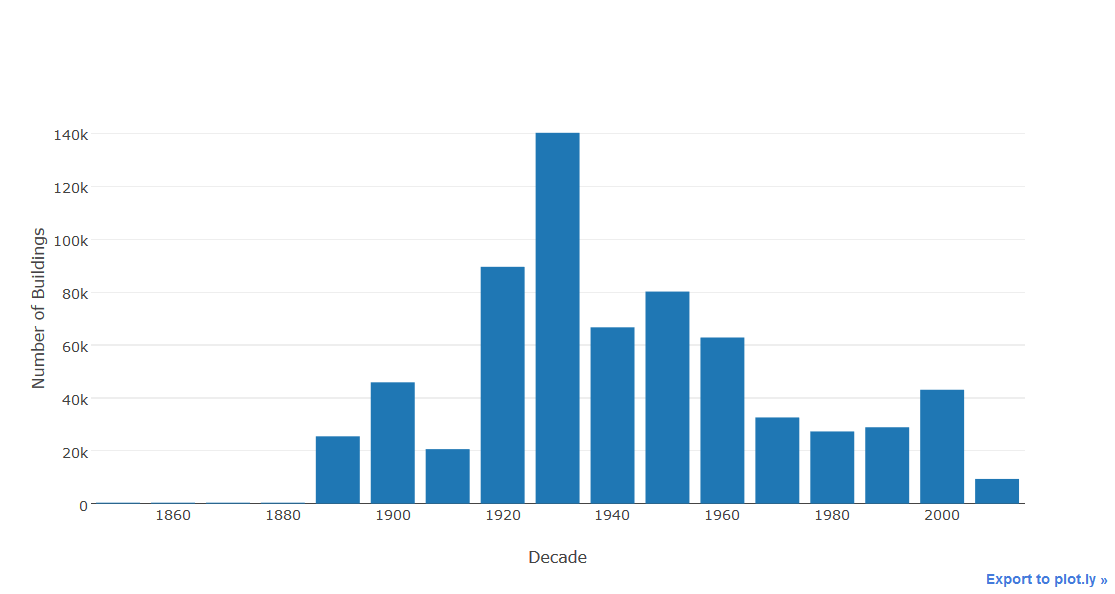 140k
120k
100k
80k
60k
40k
20k
0
Number of Buildings
1860 1880 1900 1920 1940 1960 1980 2000
Decade
Export to plot.ly »